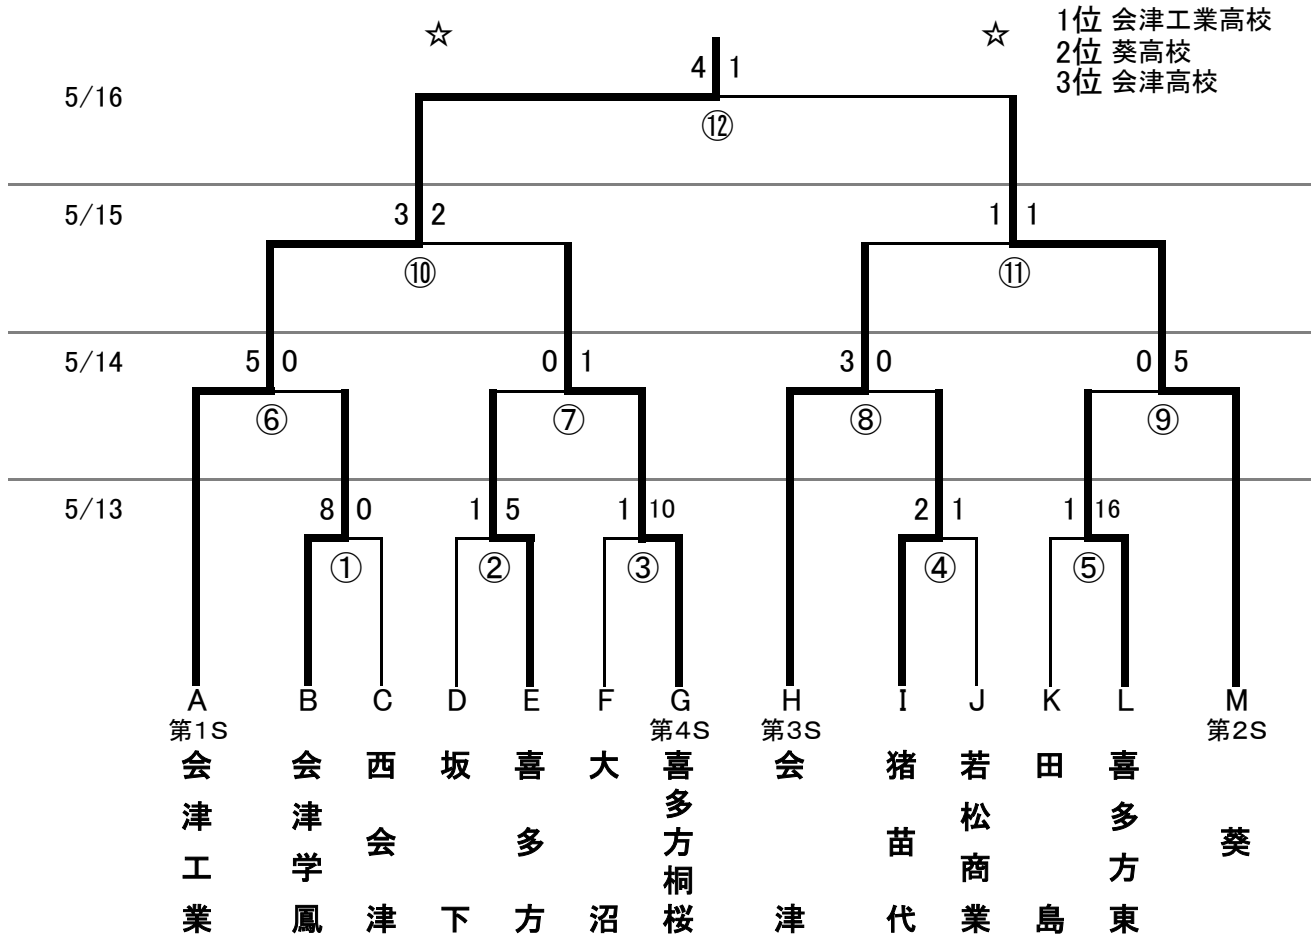 ☆ ☆
1位 会津工業高校
2位 葵高校
3位 会津高校
4 1
5/16
⑫
5/15 3 2 1 1
⑩ ⑪
5/14 5 0 0 1 3 0 0 5
⑥ ⑦ ⑧ ⑨
5/13 8 0 1 5 1 10 2 1 1 16
① ② ③ ④ ⑤
A B C D E F G H I J K L M
第1S 第4S 第3S 第2S
会津工業
会津学鳳
西会津
坂下
喜多方
大沼
喜多方桐桜
会津
猪苗代
若松商業
田島
喜多方東
葵